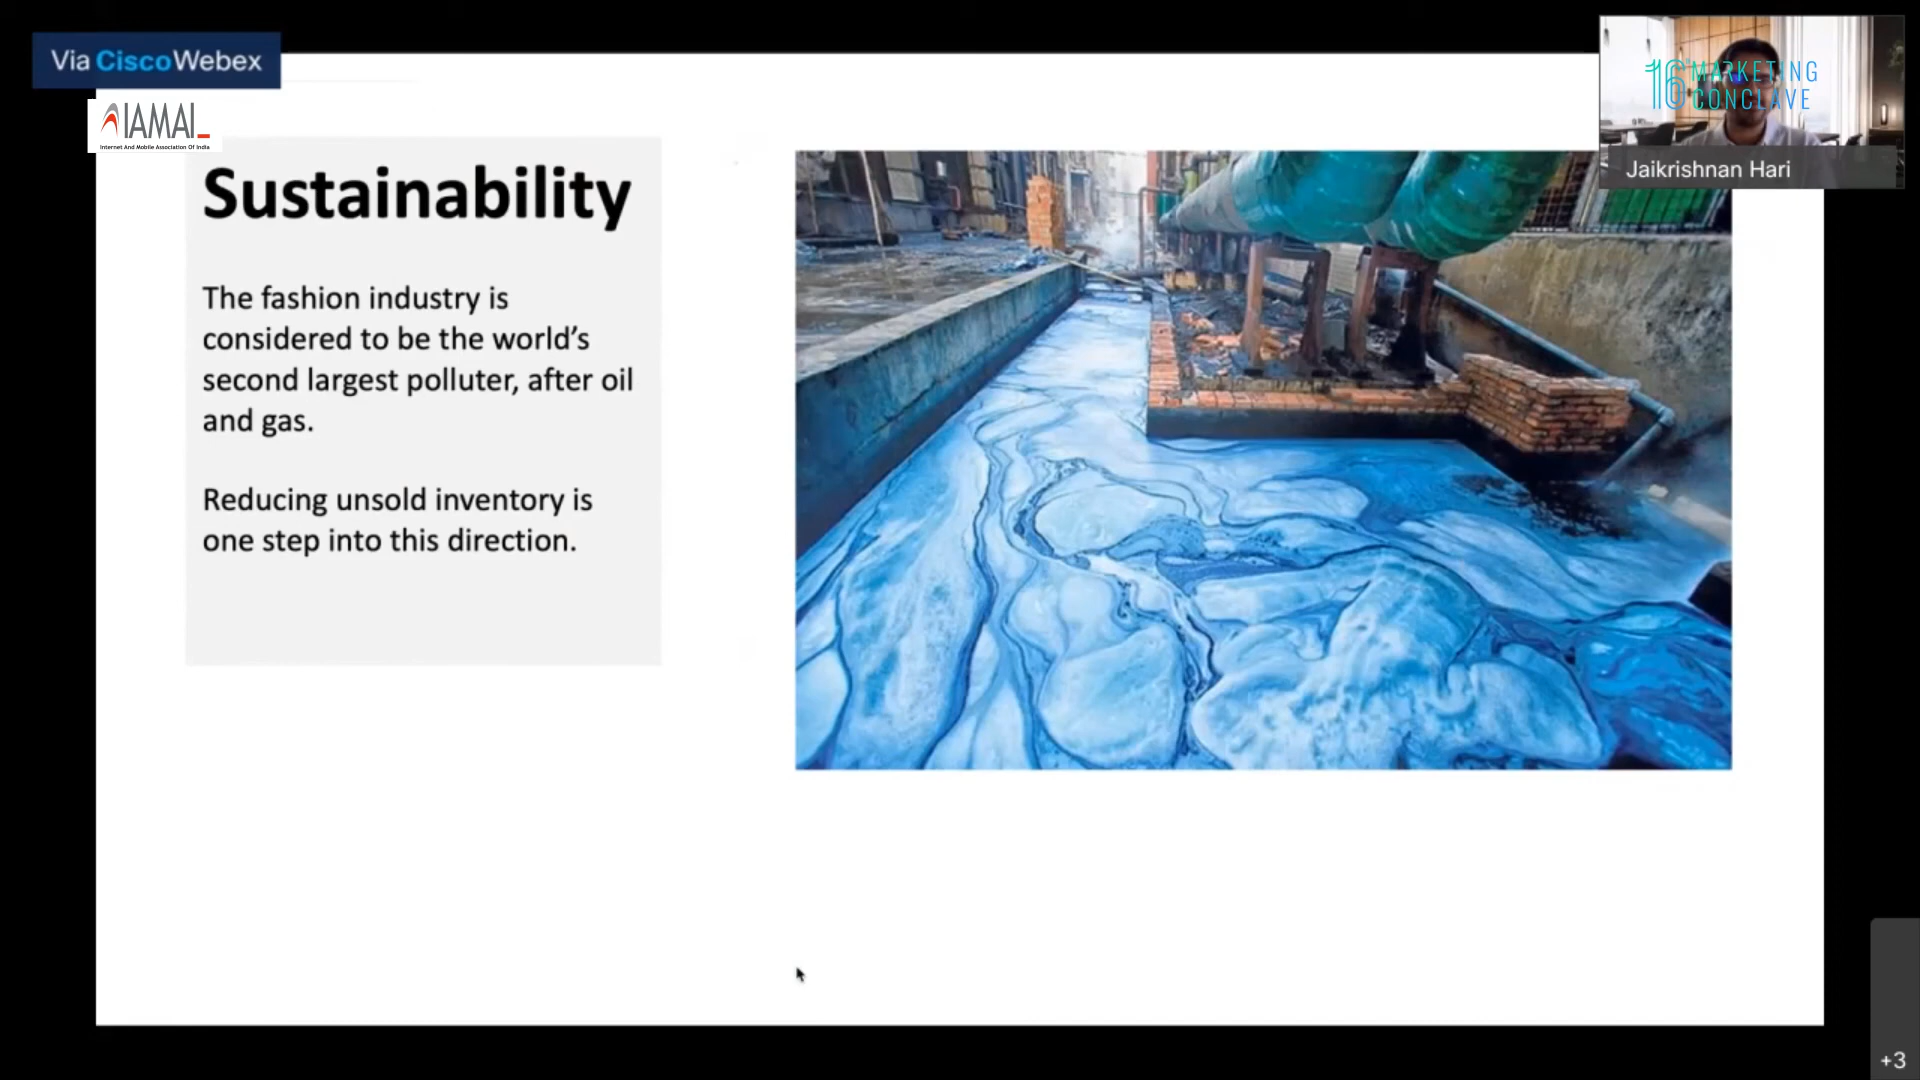 Via CiscoWebex
IAMAI
Internet And Mobile Association Of India
16 MARKETING
CONCLAVE
Jaikrishnan Hari
Sustainability
The fashion industry is
considered to be the world’s
second largest polluter, after oil
and gas.
Reducing unsold inventory is
one step into this direction.
+3